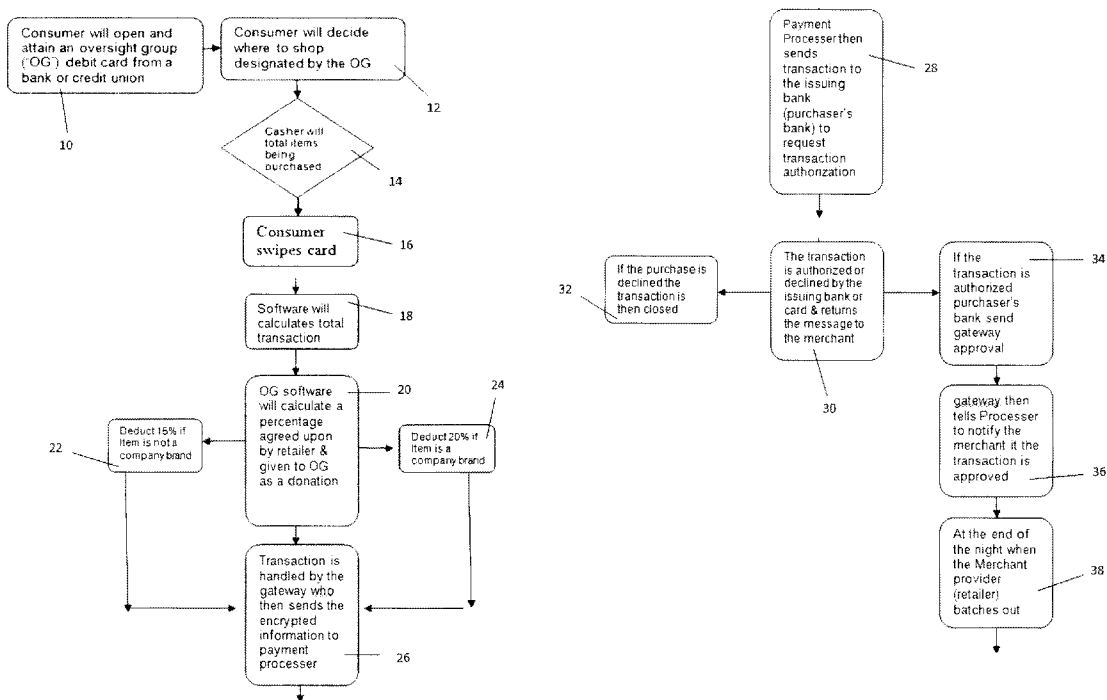 Consumer will open and
attain an oversight group
("OG") debit card from a
bank or credit union
10
Consumer will decide
where to shop
designated by the OG
12
Casher will
total items
being
purchased
14
Consumer
swipes card
16
Software will
calculates total
transaction
18
OG software
will calculate a
percentage
agreed upon
by retailer &
given to OG
as a donation
20
Deduct 15% if
Item is not a
company brand
22
Deduct 20% if
Item is a
company brand
24
Transaction is
handled by the
gateway who
then sends the
encrypted
information to
payment
processer
26
Payment
Processer then
sends
transaction to
the issuing
bank
(purchaser's
bank) to
request
transaction
authorization
28
The transaction
is authorized or
declined by the
issuing bank or
card & returns
the message to
the merchant
30
If the purchase is
declined the
transaction is
then closed
32
If the
transaction is
authorized
purchaser's
bank send
gateway
approval
34
gateway then
tells Processer
to notify the
merchant it the
transaction is
approved
36
At the end of
the night when
the Merchant
provider
(retailer)
batches out
38